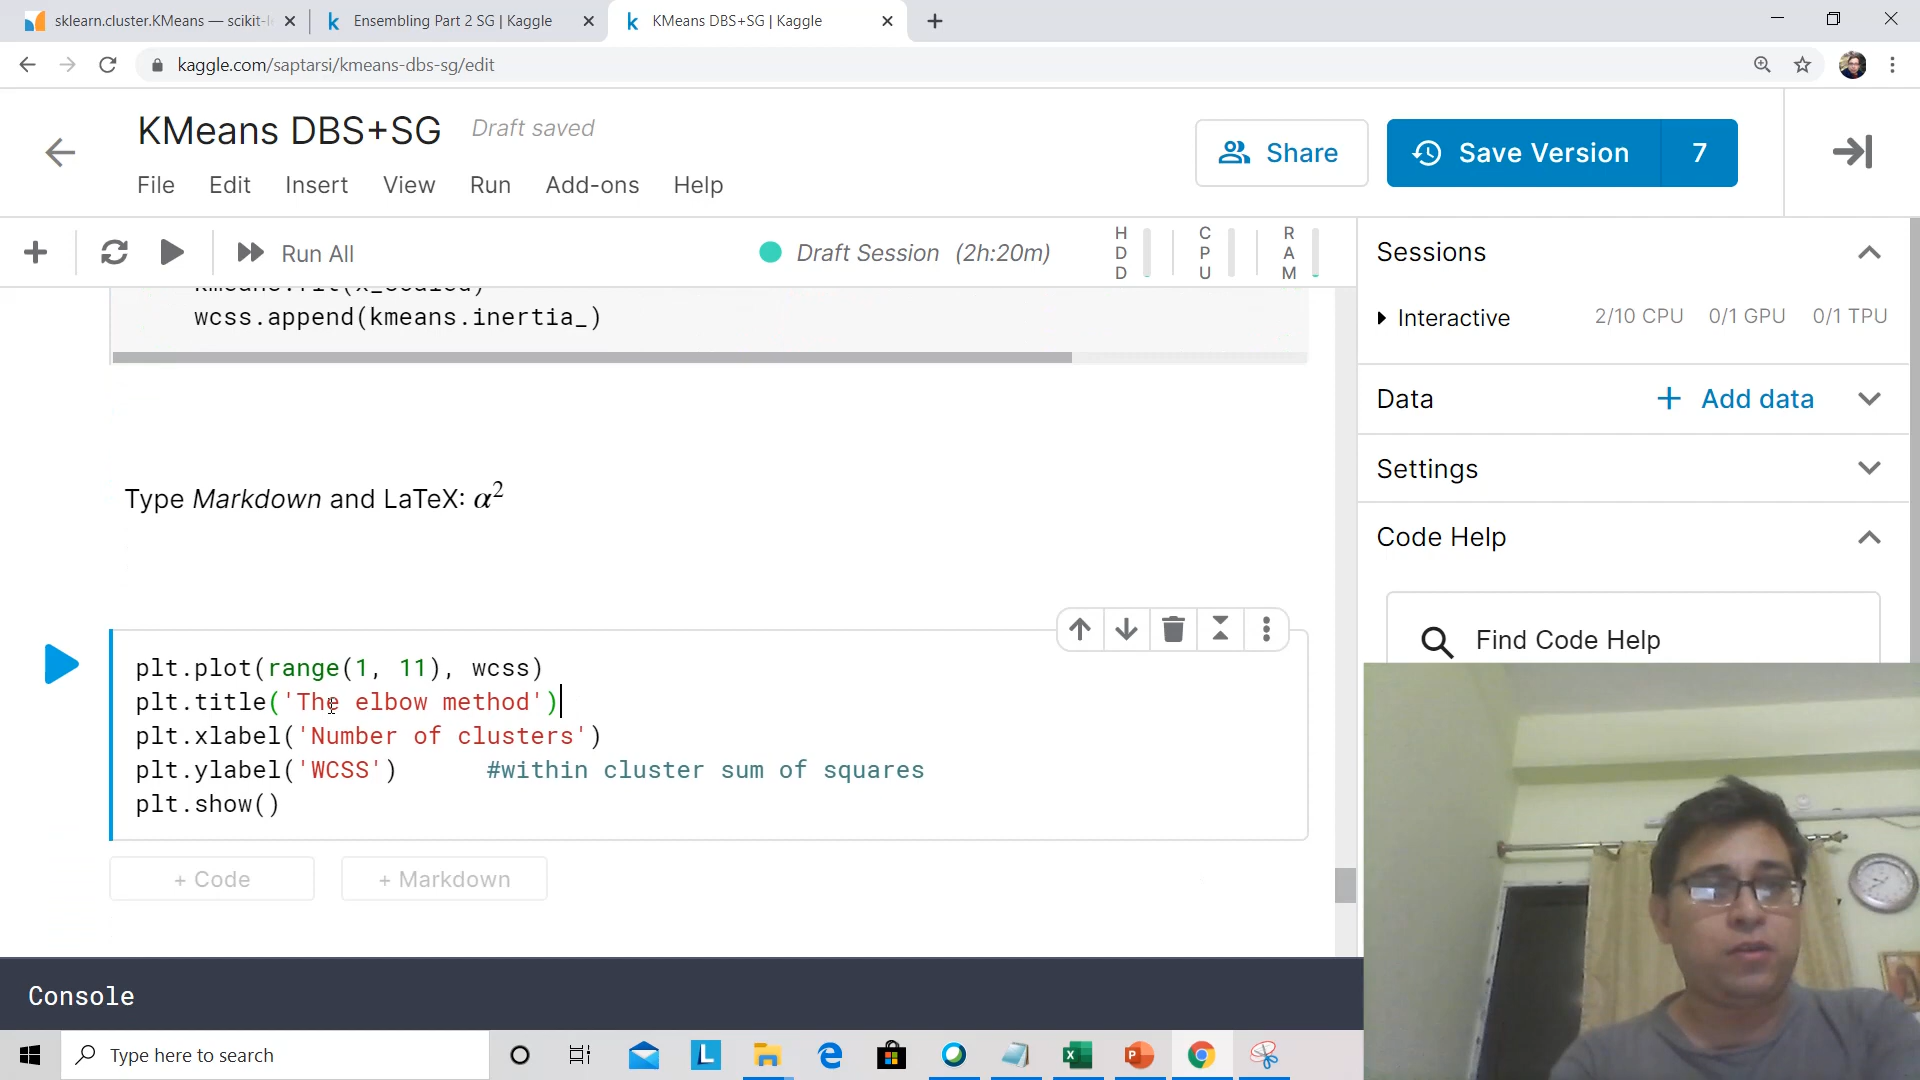 sklearn.cluster.KMeans — scikit-l
Ensembling Part 2 SG | Kaggle
KMeans DBS+SG | Kaggle
kaggle.com/saptarsi/kmeans-dbs-sg/edit
KMeans DBS+SG
Draft saved
Share
Save Version
7
File
Edit
Insert
View
Run
Add-ons
Help
Run All
Draft Session (2h:20m)
HDD
CPU
RAM
Sessions
Interactive
2/10 CPU
0/1 GPU
0/1 TPU
Data
+ Add data
Settings
Code Help
Find Code Help
kmeans.fit(x_scaled)
wcss.append(kmeans.inertia_)
Type Markdown and LaTeX: α²
plt.plot(range(1, 11), wcss)
plt.title('The elbow method')
plt.xlabel('Number of clusters')
plt.ylabel('WCSS')      #within cluster sum of squares
plt.show()
+ Code
+ Markdown
Console
Type here to search